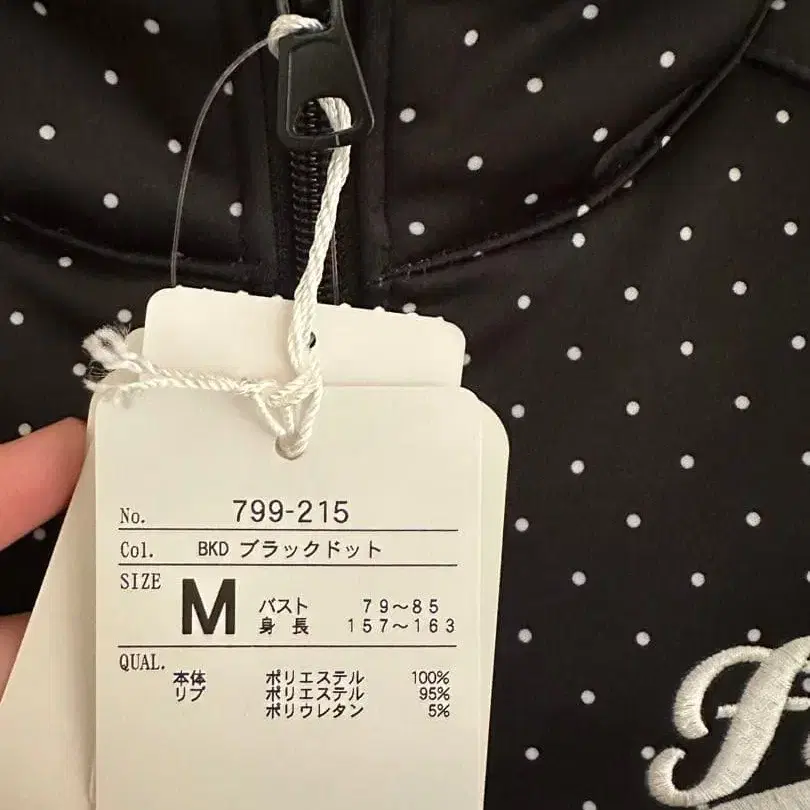 No. 799-215
Col. BKD ブラックドット
SIZE M バスト 79～85
身長 157～163
QUAL.
本体 ポリエステル 100%
リブ ポリエステル 95%
ポリウレタン 5%